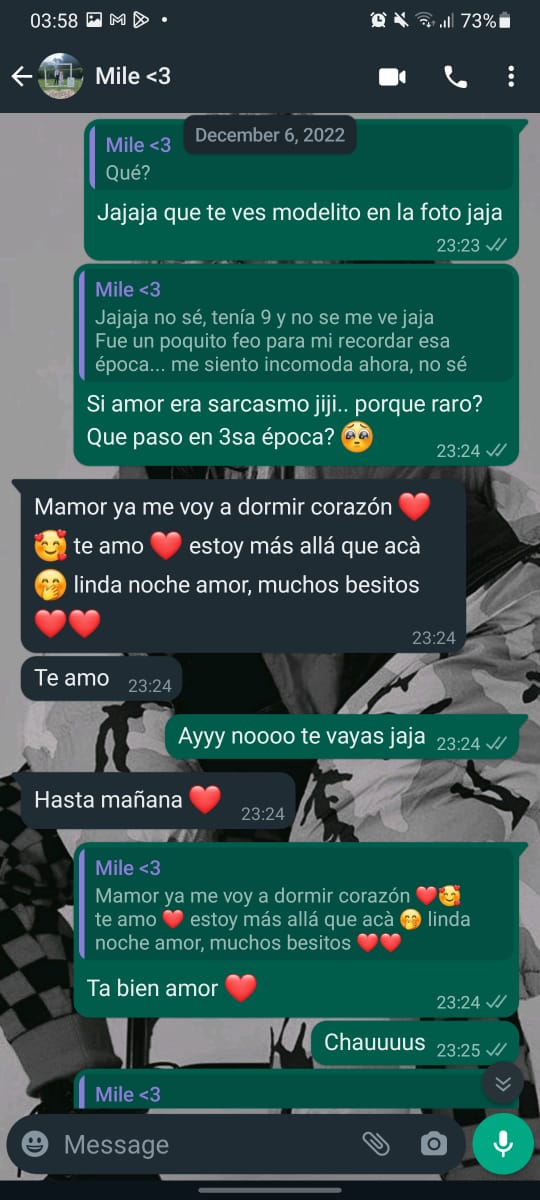 03:58
73%
Mile <3
December 6, 2022
Mile <3
Qué?
Jajaja que te ves modelito en la foto jaja
23:23
Mile <3
Jajaja no sé, tenía 9 y no se me ve jaja
Fue un poquito feo para mi recordar esa
época... me siento incomoda ahora, no sé
Si amor era sarcasmo jiji.. porque raro?
Que paso en 3sa época? 🥹
23:24
Mamor ya me voy a dormir corazón ❤️
🥰 te amo ❤️ estoy más allá que acà
🤭 linda noche amor, muchos besitos
❤️❤️
23:24
Te amo
23:24
Ayyy noooo te vayas jaja
23:24
Hasta mañana ❤️
23:24
Mile <3
Mamor ya me voy a dormir corazón ❤️🥰
te amo ❤️ estoy más allá que acà 🤭 linda
noche amor, muchos besitos ❤️❤️
Ta bien amor ❤️
23:24
Chauuuus
23:25
Mile <3
Message